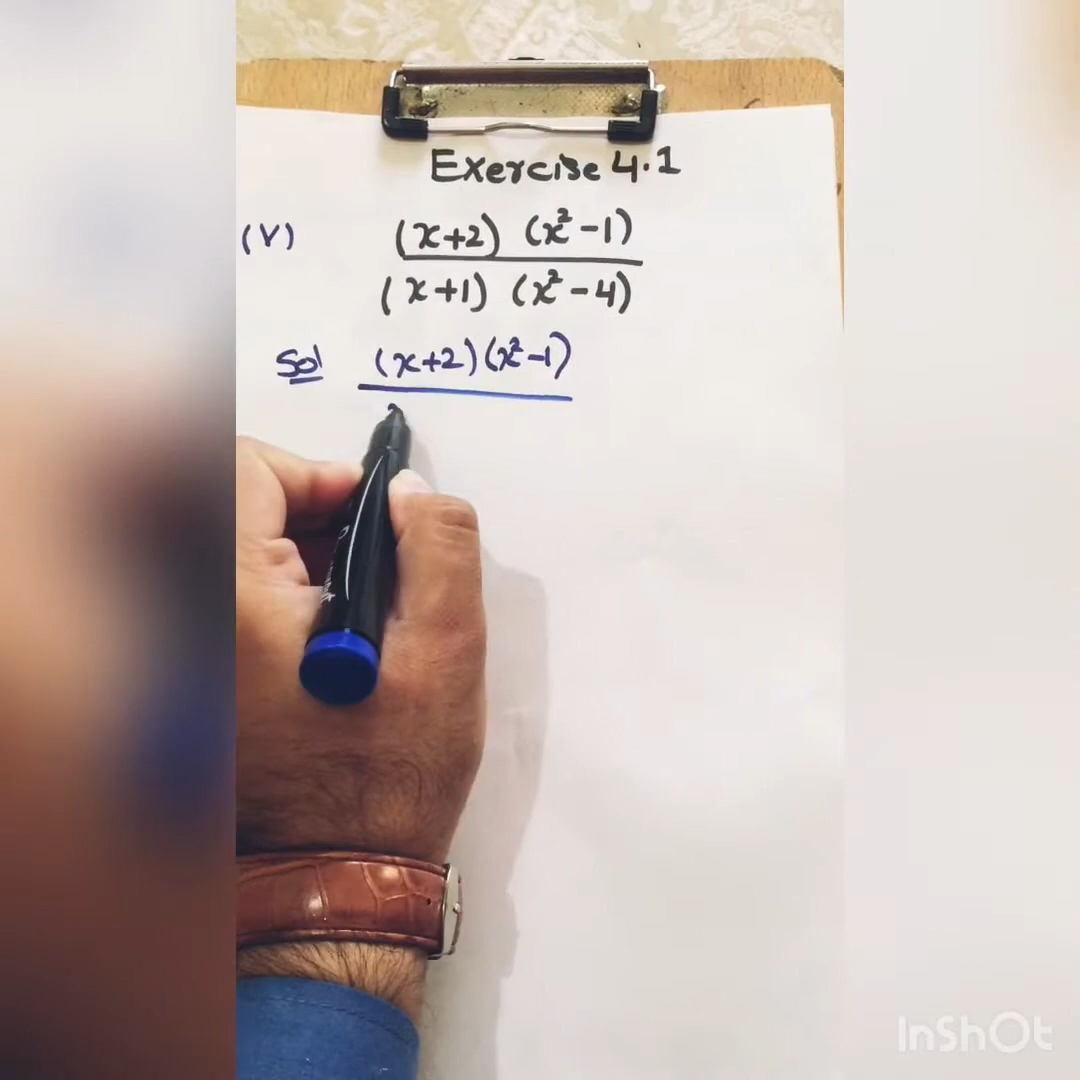 Exercise 4.1
(V) (x+2) (x²-1)
(x+1) (x²-4)
Sol (x+2)(x²-1)
InShOt